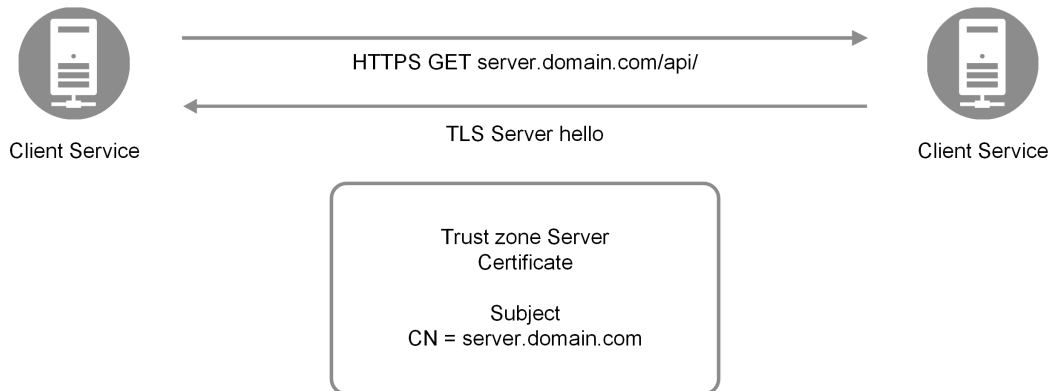 HTTPS GET server.domain.com/api/
TLS Server hello
Client Service
Client Service
Trust zone Server
Certificate
Subject
CN = server.domain.com